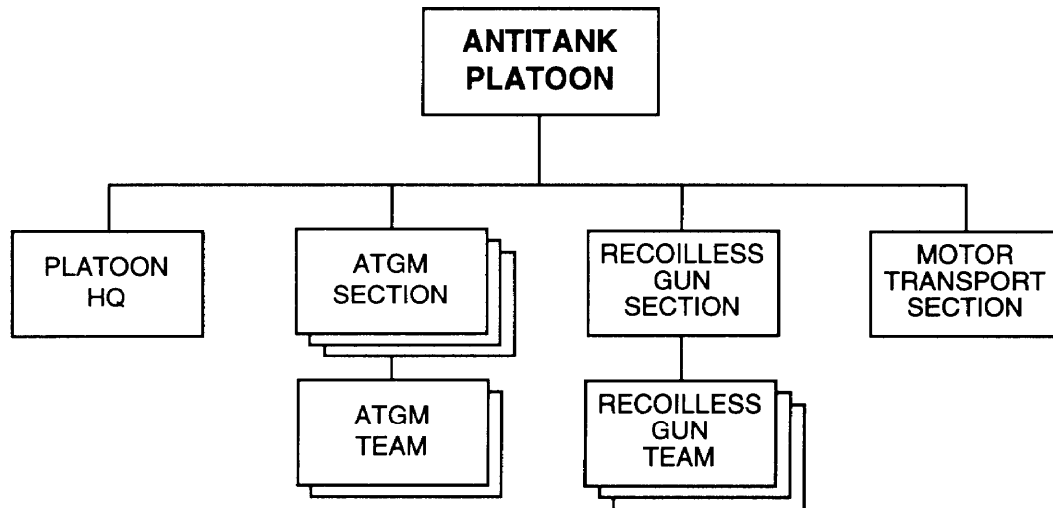 ANTITANK
PLATOON
PLATOON
HQ
ATGM
SECTION
RECOILLESS
GUN
SECTION
MOTOR
TRANSPORT
SECTION
ATGM
TEAM
RECOILLESS
GUN
TEAM